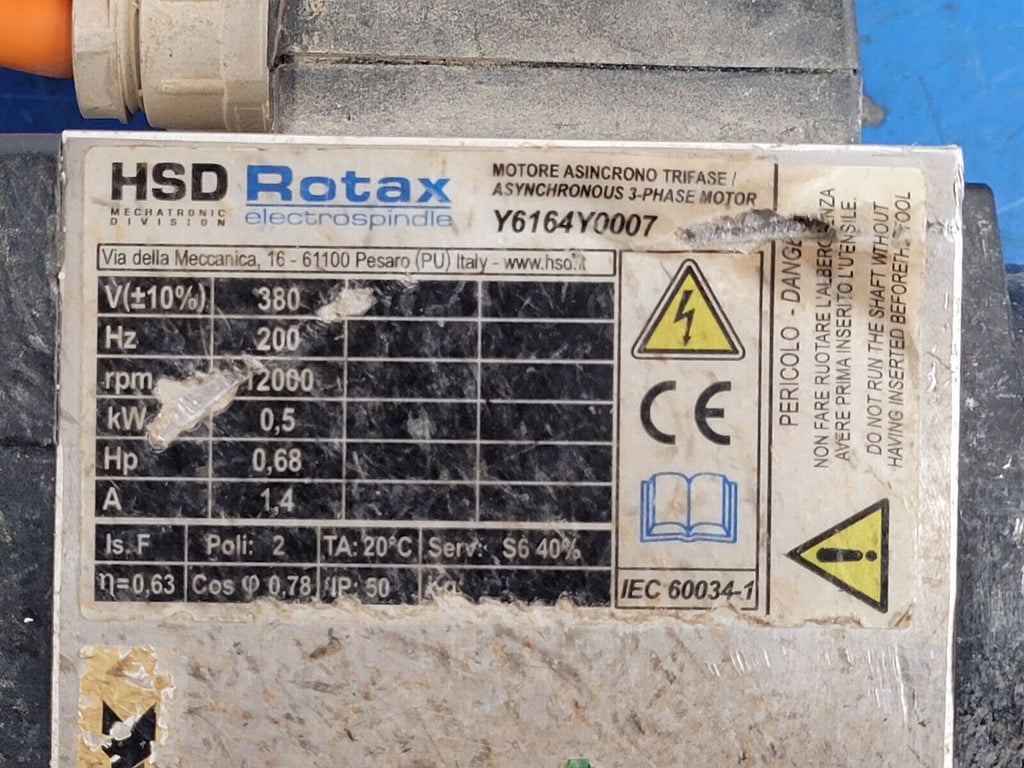 HSD Rotax
MECHATRONIC
DIVISION
electrospindle
MOTORE ASINCRONO TRIFASE /
ASYNCHRONOUS 3-PHASE MOTOR
Y6164Y0007
Via della Meccanica, 16 - 61100 Pesaro (PU) Italy - www.hsd.it
V(±10%) 380
Hz 200
rpm 12000
kW 0,5
Hp 0,68
A 1,4
Is. F Poli: 2 TA: 20°C Serv: S6 40%
η=0,63 Cos φ 0,78 IP: 50 Kg:
CE
IEC 60034-1
PERICOLO - DANGER
NON FARE RUOTARE L'ALBERO SENZA
AVERE PRIMA INSERITO L'UTENSILE.
DO NOT RUN THE SHAFT WITHOUT
HAVING INSERTED BEFORETHE TOOL